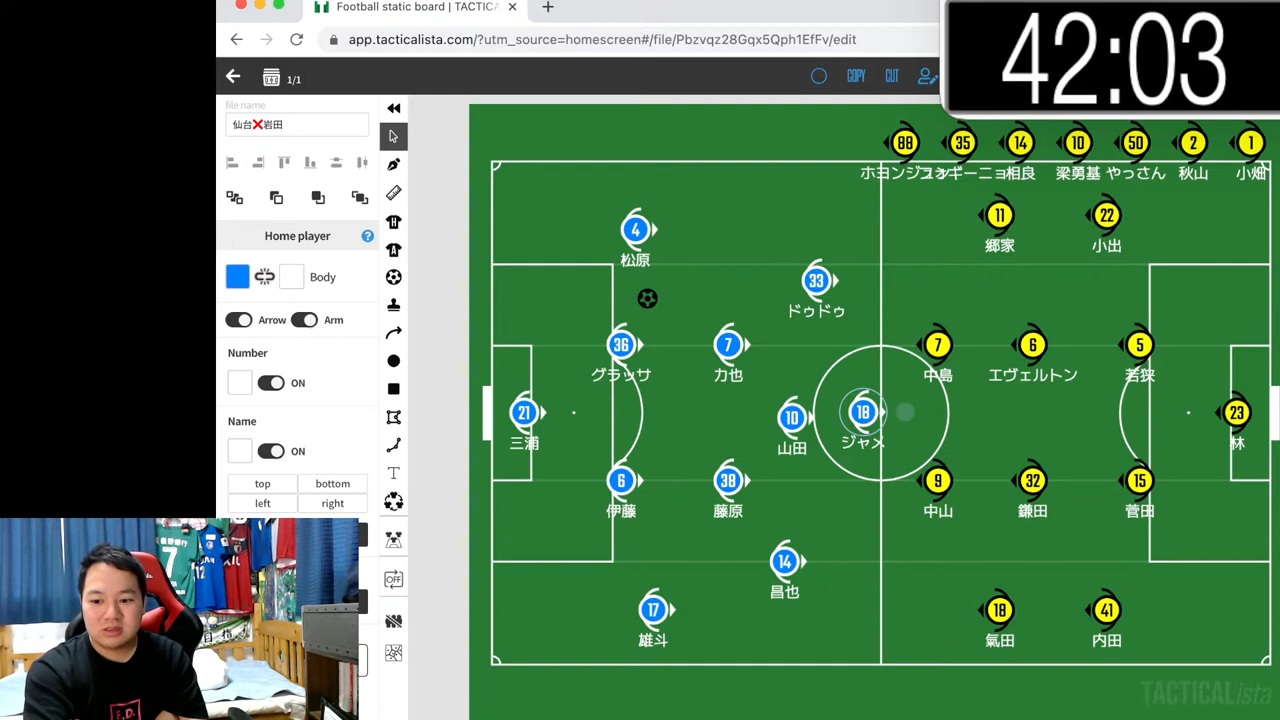 Football static board | TACTICA
42:03
app.tacticalista.com/?utm_source=homescreen#/file/Pbzvqz28Gqx5Qph1EfFv/edit
1/1
COPY
CUT
file name
仙台❌岩田
Home player
?
Body
Arrow
Arm
Number
ON
Name
ON
top
bottom
left
right
H
A
T
OFF
88
35
14
10
50
2
1
相良
梁勇基
やっさん
秋山
小畑
4
松原
11
郷家
22
小出
33
ドゥドゥ
36
グラッサ
7
力也
7
中島
6
エヴェルトン
5
若狭
21
三浦
10
山田
18
ジャメ
23
林
6
伊藤
38
藤原
9
中山
32
鎌田
15
菅田
14
昌也
17
雄斗
18
氣田
41
内田
TACTICALista